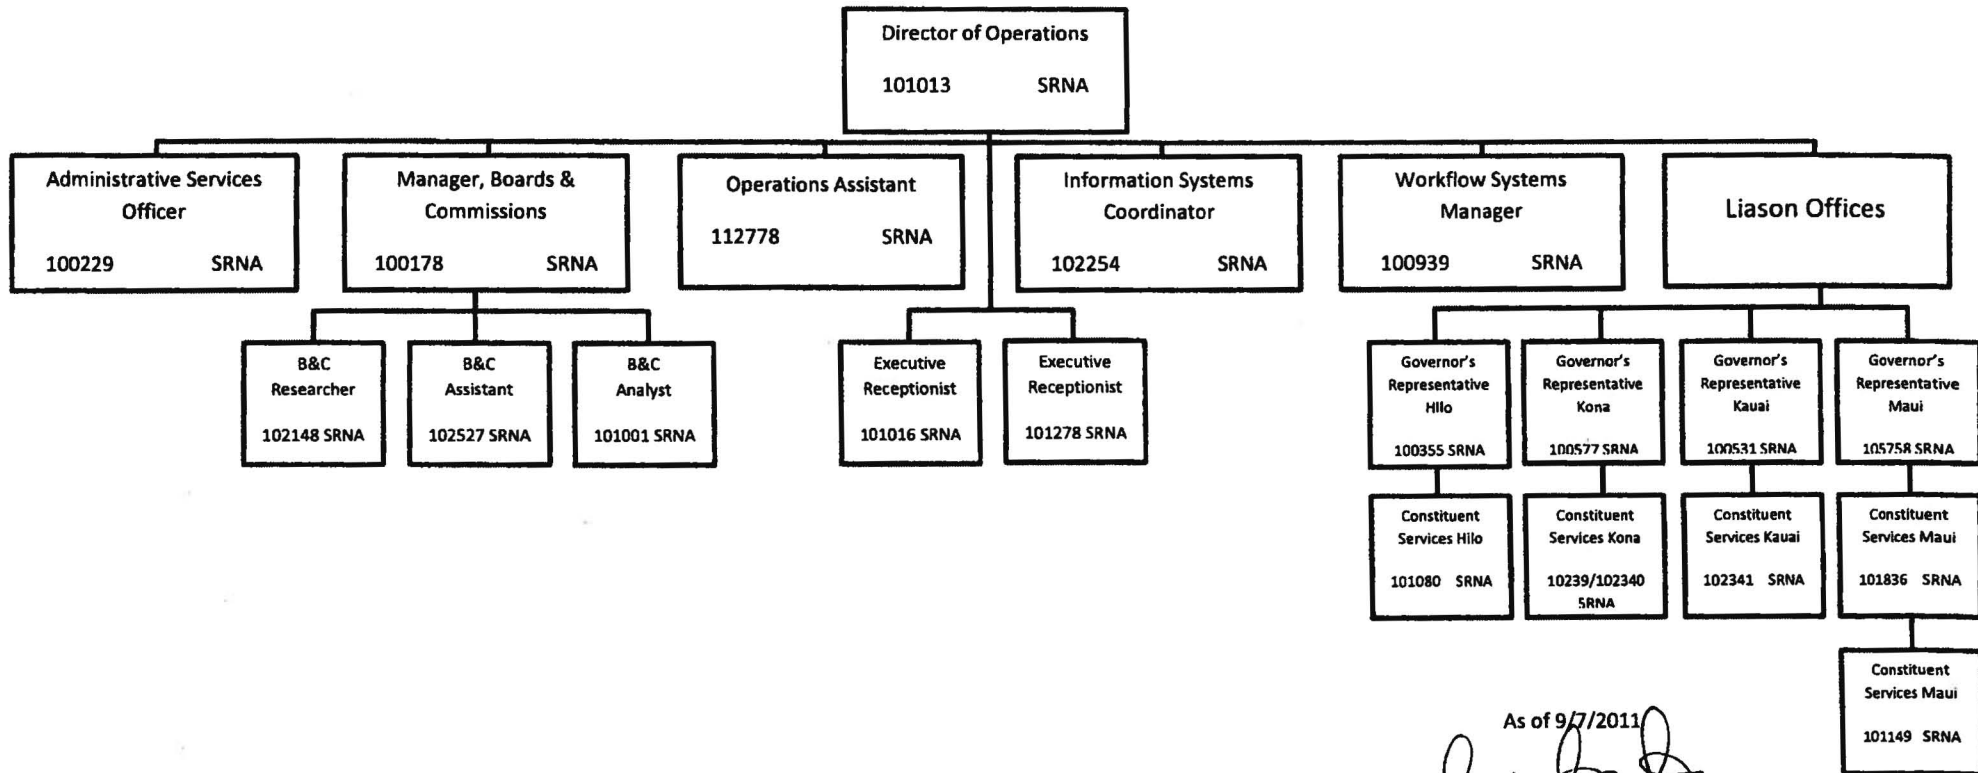 Director of Operations
101013 SRNA
Administrative Services
Officer
100229 SRNA
Manager, Boards &
Commissions
100178 SRNA
Operations Assistant
112778 SRNA
Information Systems
Coordinator
102254 SRNA
Workflow Systems
Manager
100939 SRNA
Liason Offices
B&C
Researcher
102148 SRNA
B&C
Assistant
102527 SRNA
B&C
Analyst
101001 SRNA
Executive
Receptionist
101016 SRNA
Executive
Receptionist
101278 SRNA
Governor's
Representative
Hilo
100355 SRNA
Governor's
Representative
Kona
100577 SRNA
Governor's
Representative
Kauai
100531 SRNA
Governor's
Representative
Maui
105758 SRNA
Constituent
Services Hilo
101080 SRNA
Constituent
Services Kona
10239/102340
SRNA
Constituent
Services Kauai
102341 SRNA
Constituent
Services Maui
101836 SRNA
Constituent
Services Maui
101149 SRNA
As of 9/7/2011